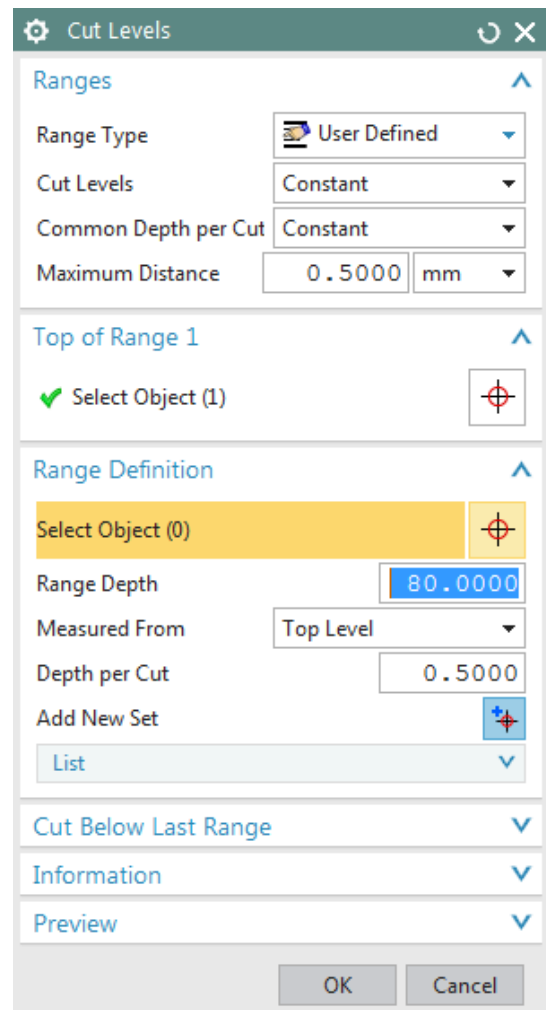 Cut Levels
Ranges
Range Type User Defined
Cut Levels Constant
Common Depth per Cut Constant
Maximum Distance 0.5000 mm
Top of Range 1
Select Object (1)
Range Definition
Select Object (0)
Range Depth 80.0000
Measured From Top Level
Depth per Cut 0.5000
Add New Set
List
Cut Below Last Range
Information
Preview
OK Cancel